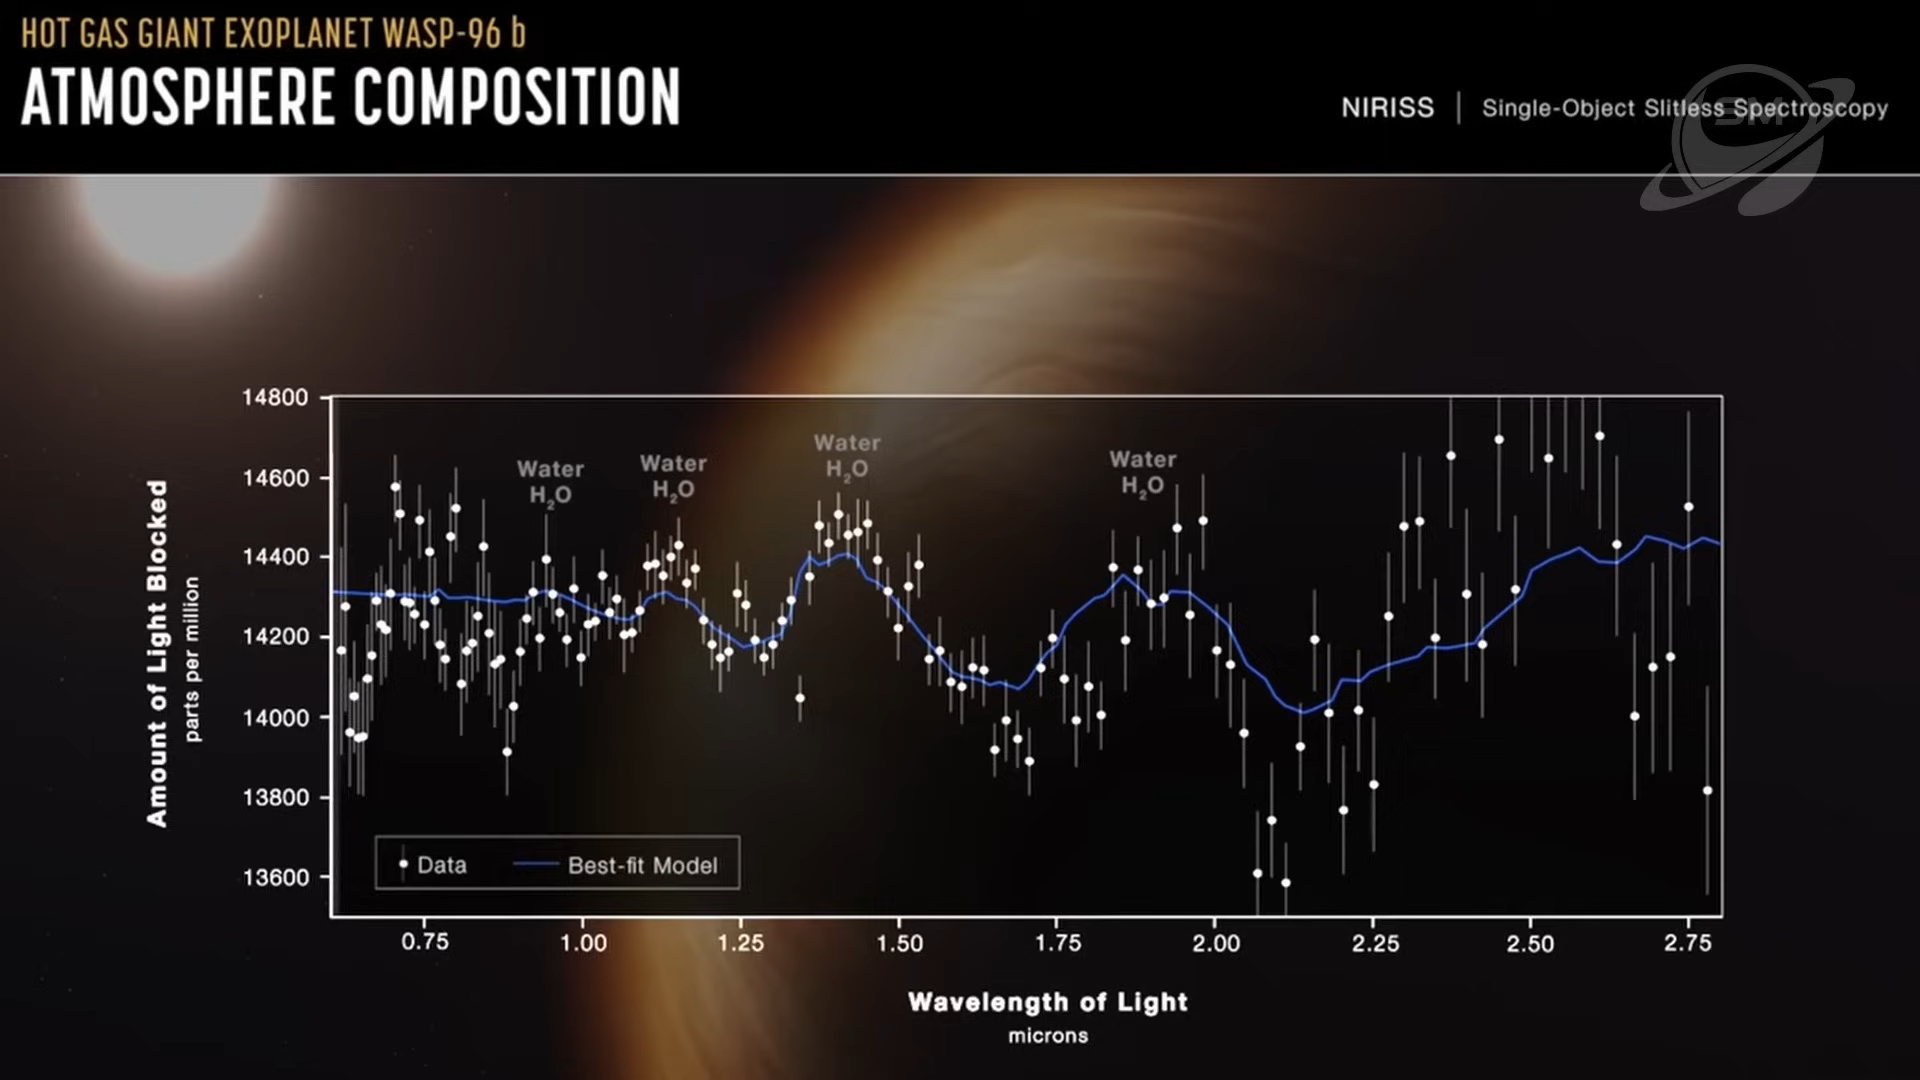 HOT GAS GIANT EXOPLANET WASP-96 b
ATMOSPHERE COMPOSITION
NIRISS | Single-Object Slitless Spectroscopy
SM
14800
14600
14400
14200
14000
13800
13600
Amount of Light Blocked
parts per million
Water
H₂O
Water
H₂O
Water
H₂O
Water
H₂O
Data
Best-fit Model
0.75 1.00 1.25 1.50 1.75 2.00 2.25 2.50 2.75
Wavelength of Light
microns